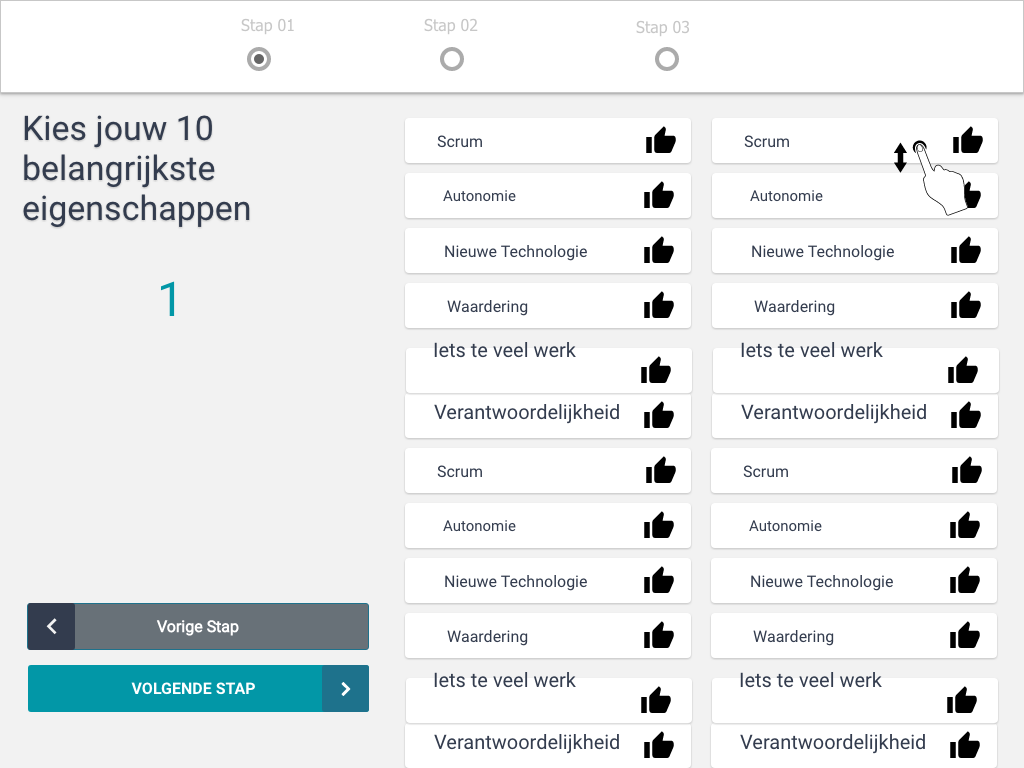 Stap 01
Stap 02
Stap 03
Kies jouw 10
belangrijkste
eigenschappen
1
Vorige Stap
VOLGENDE STAP
Scrum
Autonomie
Nieuwe Technologie
Waardering
Iets te veel werk
Verantwoordelijkheid
Scrum
Autonomie
Nieuwe Technologie
Waardering
Iets te veel werk
Verantwoordelijkheid
Scrum
Autonomie
Nieuwe Technologie
Waardering
Iets te veel werk
Verantwoordelijkheid
Scrum
Autonomie
Nieuwe Technologie
Waardering
Iets te veel werk
Verantwoordelijkheid